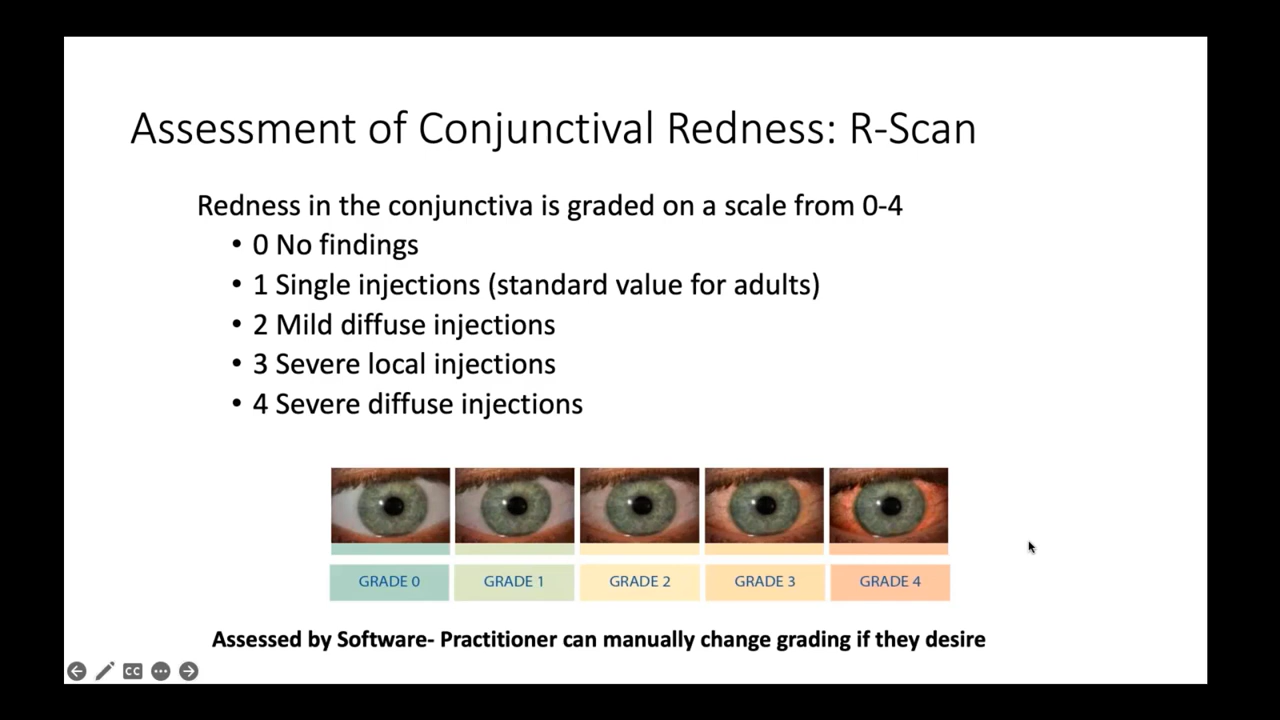 Assessment of Conjunctival Redness: R-Scan
Redness in the conjunctiva is graded on a scale from 0-4
• 0 No findings
• 1 Single injections (standard value for adults)
• 2 Mild diffuse injections
• 3 Severe local injections
• 4 Severe diffuse injections
GRADE 0 GRADE 1 GRADE 2 GRADE 3 GRADE 4
Assessed by Software- Practitioner can manually change grading if they desire
CC